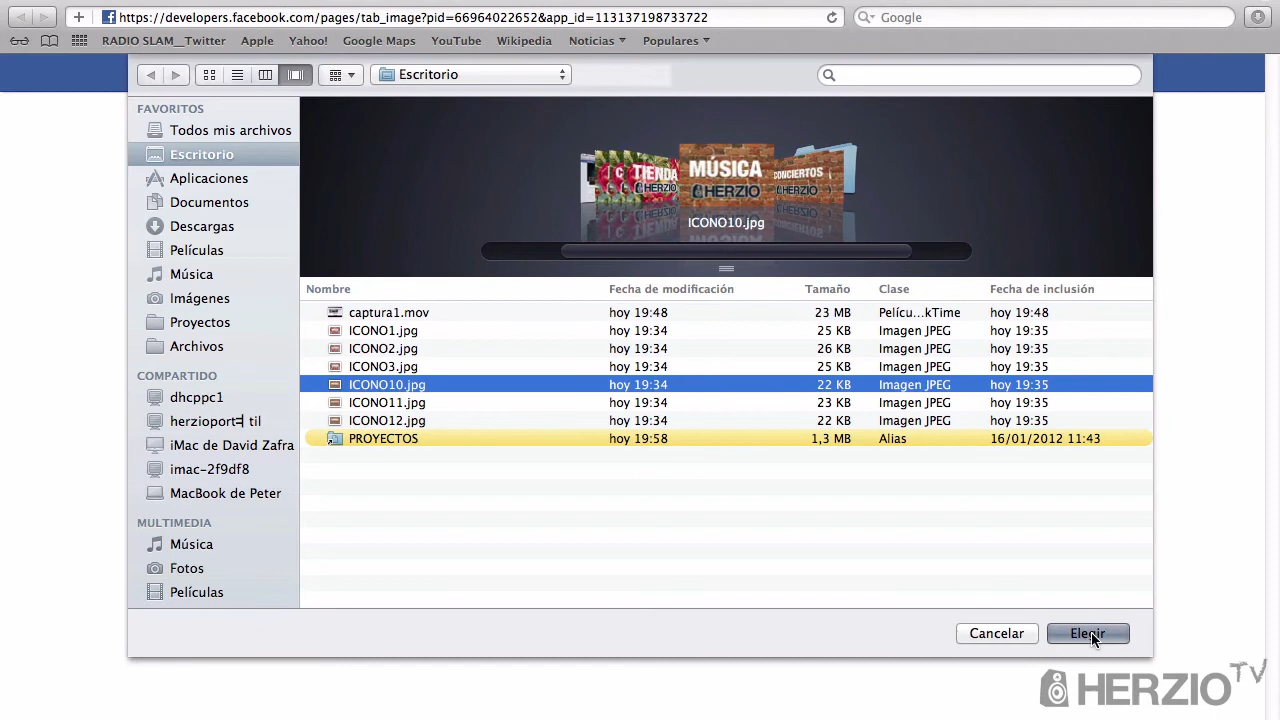 https://developers.facebook.com/pages/tab_image?pid=66964022652&app_id=113137198733722
Google
RADIO SLAM__Twitter Apple Yahoo! Google Maps YouTube Wikipedia Noticias Populares
Escritorio
FAVORITOS
Todos mis archivos
Escritorio
Aplicaciones
Documentos
Descargas
Películas
Música
Imágenes
Proyectos
Archivos
COMPARTIDO
dhcppc1
herzioport til
iMac de David Zafra
imac-2f9df8
MacBook de Peter
MULTIMEDIA
Música
Fotos
Películas
TIENDA
HERZIO
MÚSICA
HERZIO
CONCIERTOS
HERZIO
ICONO10.jpg
Nombre Fecha de modificación Tamaño Clase Fecha de inclusión
captura1.mov hoy 19:48 23 MB Pelícu...kTime hoy 19:48
ICONO1.jpg hoy 19:34 25 KB Imagen JPEG hoy 19:35
ICONO2.jpg hoy 19:34 26 KB Imagen JPEG hoy 19:35
ICONO3.jpg hoy 19:34 25 KB Imagen JPEG hoy 19:35
ICONO10.jpg hoy 19:34 22 KB Imagen JPEG hoy 19:35
ICONO11.jpg hoy 19:34 23 KB Imagen JPEG hoy 19:35
ICONO12.jpg hoy 19:34 22 KB Imagen JPEG hoy 19:35
PROYECTOS hoy 19:58 1,3 MB Alias 16/01/2012 11:43
Cancelar Elegir
HERZIO TV